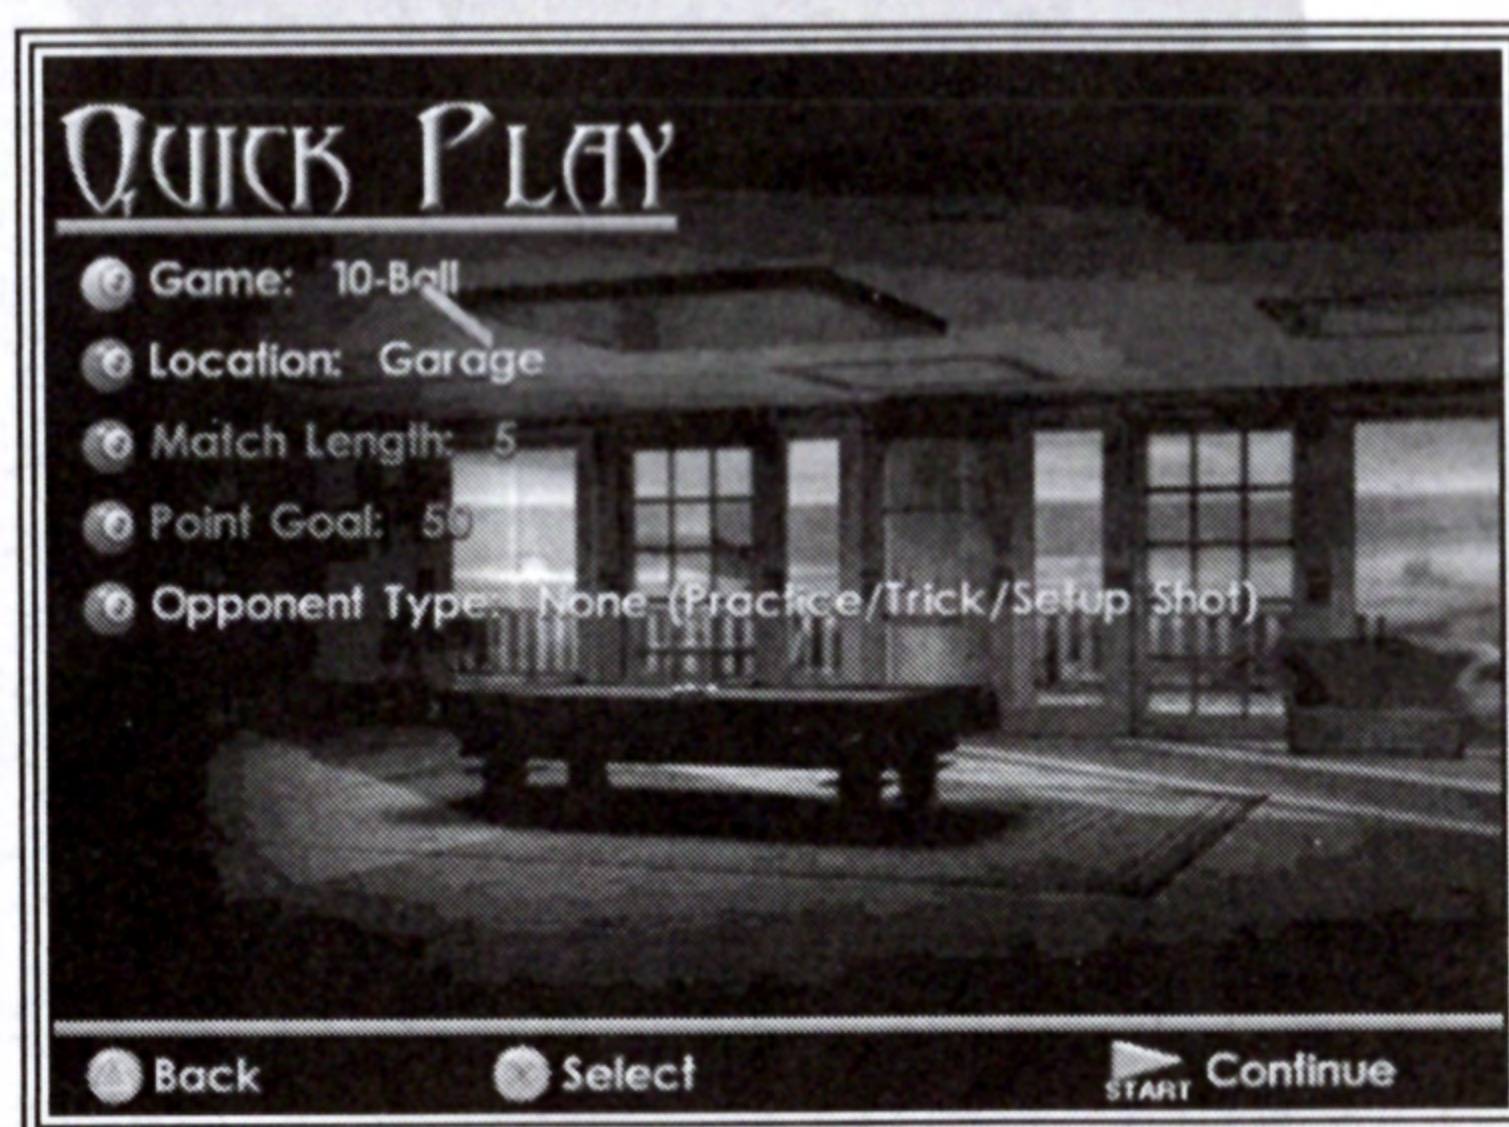 QUICK PLAY
Game: 10-Ball
Location: Garage
Match Length: 5
Point Goal: 50
Opponent Type: None (Practice/Trick/Setup Shot)
Back Select START Continue